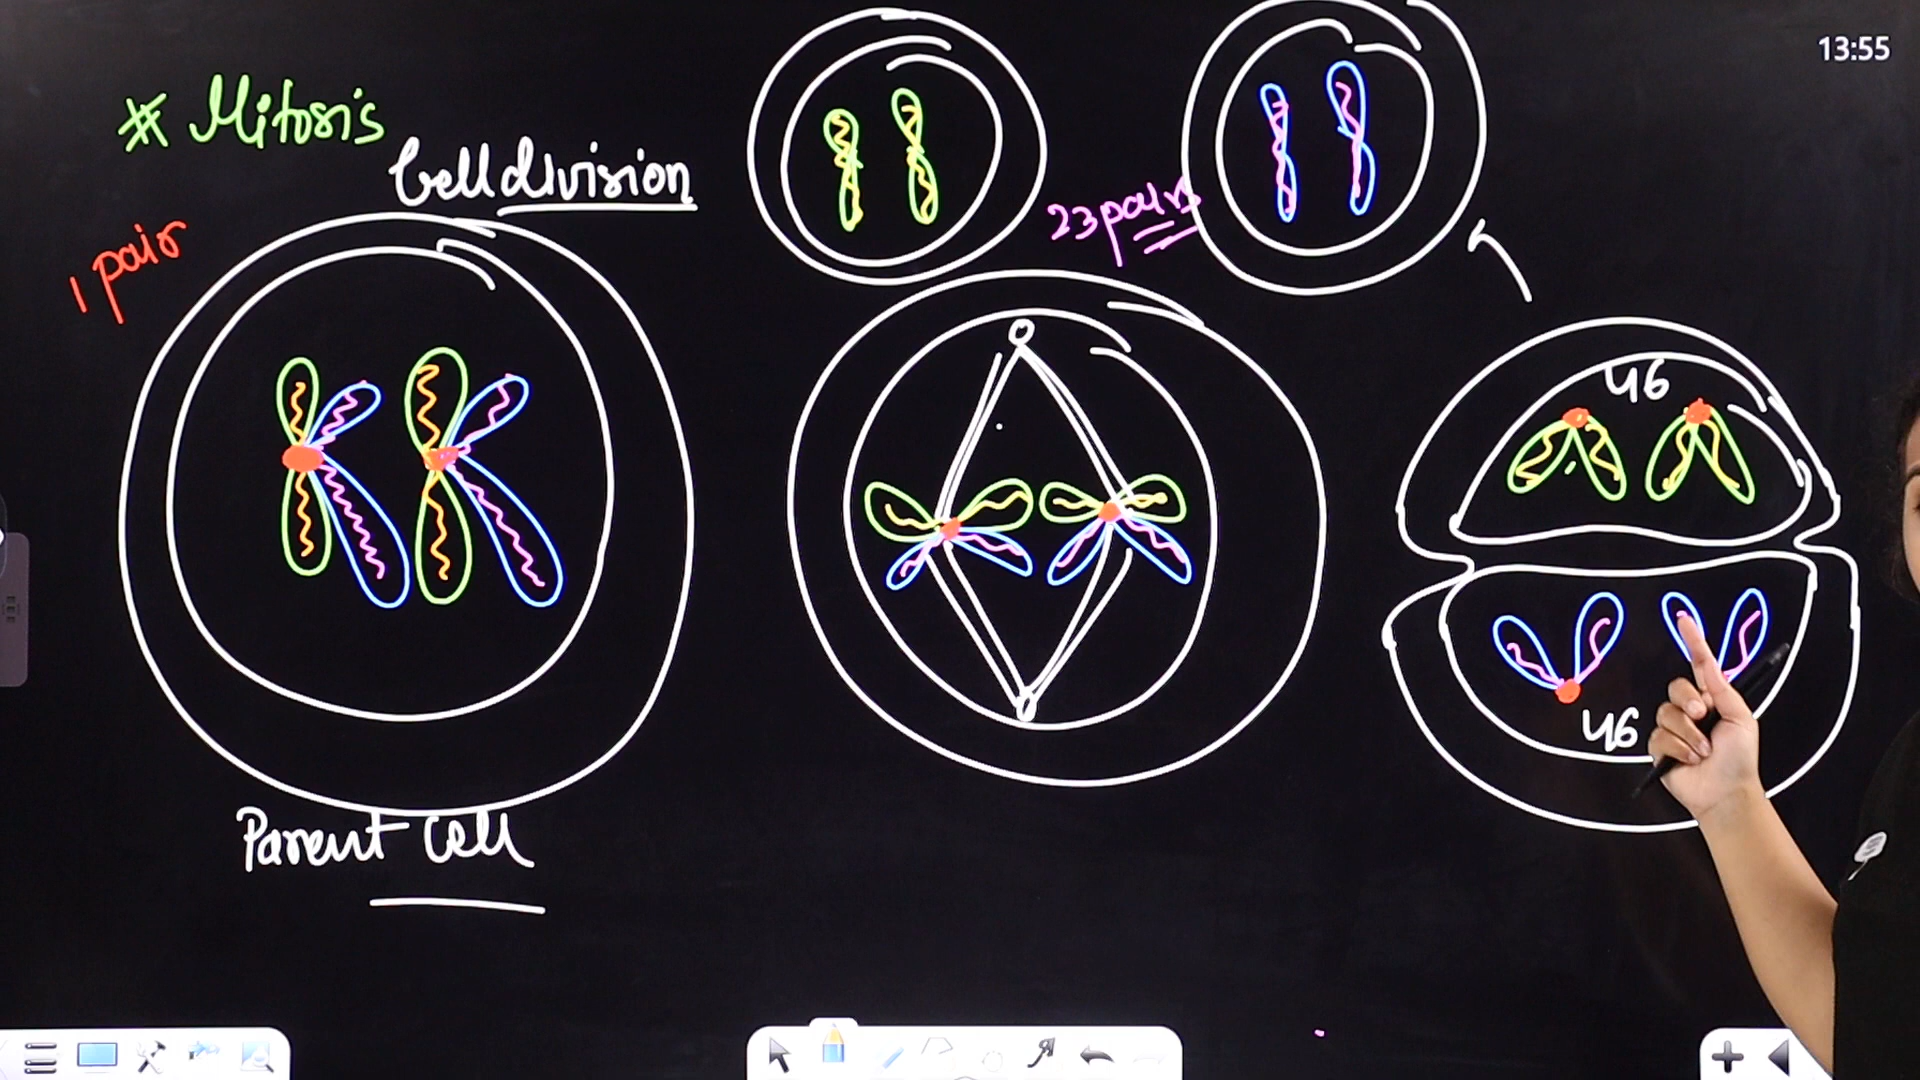 # Mitosis
Cell division
1 pair
23 pairs
13:55
46
46
Parent Cell